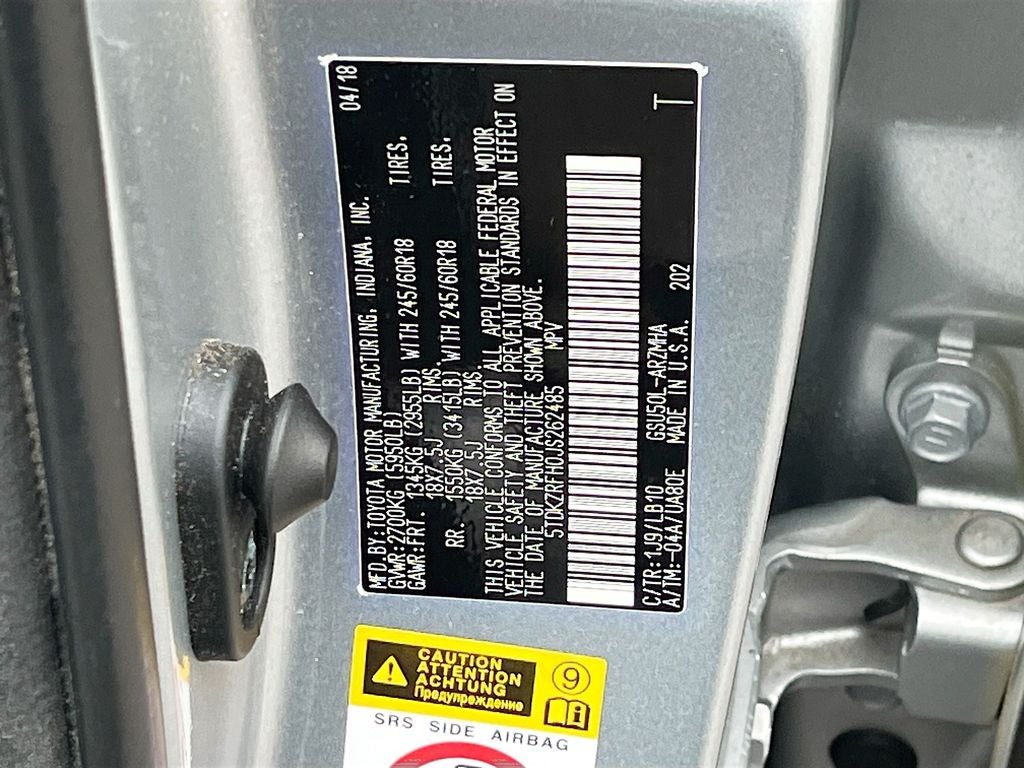 MFD.BY:TOYOTA MOTOR MANUFACTURING, INDIANA, INC. 04/18
GVWR:2700KG (5950LB)
GAWR:FRT. 1345KG (2955LB) WITH 245/60R18 TIRES,
18X7.5J RIMS.
RR. 1550KG (3415LB) WITH 245/60R18 TIRES,
18X7.5J RIMS.
THIS VEHICLE CONFORMS TO ALL APPLICABLE FEDERAL MOTOR
VEHICLE SAFETY AND THEFT PREVENTION STANDARDS IN EFFECT ON
THE DATE OF MANUFACTURE SHOWN ABOVE.
5TDKZRFH0JS262485 MPV
C/TR:1J9/LB10 GSU50L-ARZMHA T
A/TM:-04A/UA80E MADE IN U.S.A. 202
CAUTION
ATTENTION
ACHTUNG
Предупреждение
9
SRS SIDE AIRBAG